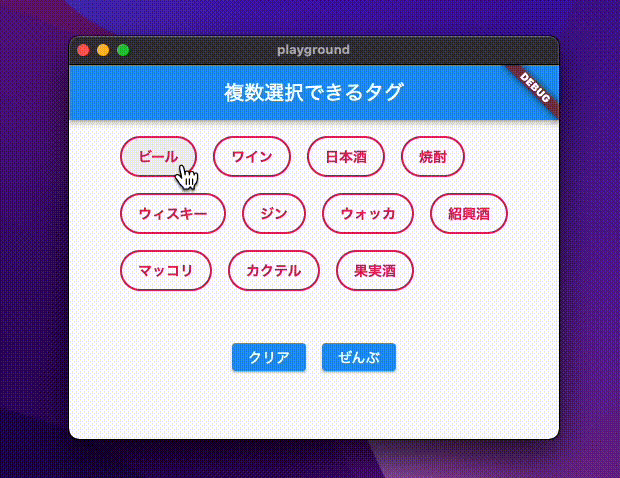 playground
DEBUG
複数選択できるタグ
ビール ワイン 日本酒 焼酎
ウィスキー ジン ウォッカ 紹興酒
マッコリ カクテル 果実酒
クリア ぜんぶ